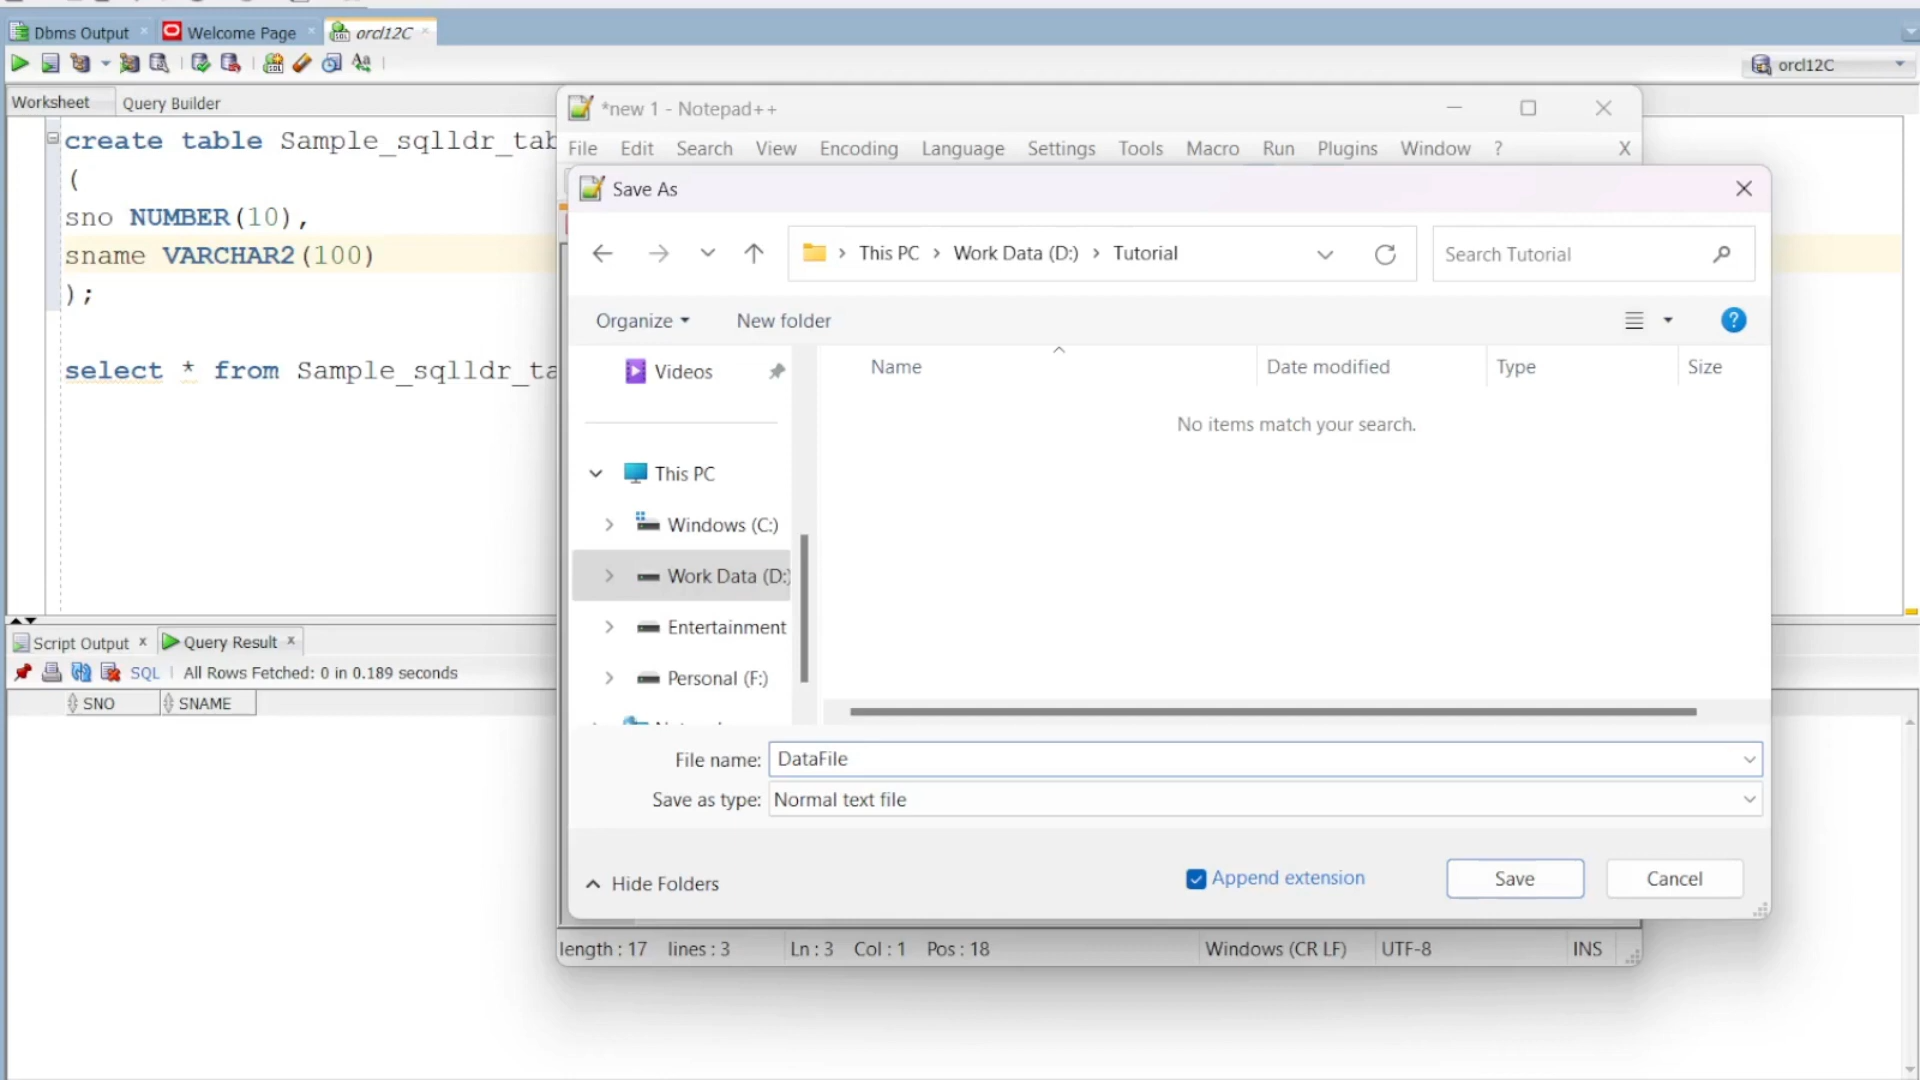 Dbms Output
Welcome Page
orcl12C
orcl12C
Worksheet
Query Builder
create table Sample_sqlldr_tab
(
sno NUMBER(10),
sname VARCHAR2(100)
);
select * from Sample_sqlldr_ta
Script Output
Query Result
SQL
All Rows Fetched: 0 in 0.189 seconds
SNO
SNAME
*new 1 - Notepad++
File Edit Search View Encoding Language Settings Tools Macro Run Plugins Window ? X
Save As
This PC > Work Data (D:) > Tutorial
Search Tutorial
Organize
New folder
Videos
This PC
Windows (C:)
Work Data (D:)
Entertainment
Personal (F:)
Name
Date modified
Type
Size
No items match your search.
File name: DataFile
Save as type: Normal text file
Hide Folders
Append extension
Save
Cancel
length : 17 lines : 3
Ln : 3 Col : 1 Pos : 18
Windows (CR LF)
UTF-8
INS